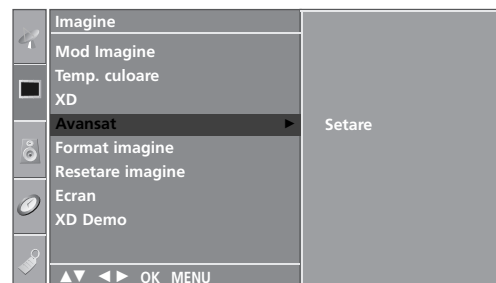 Imagine
Mod Imagine
Temp. culoare
XD
Avansat ► Setare
Format imagine
Resetare imagine
Ecran
XD Demo
▲▼ ◄► OK MENU